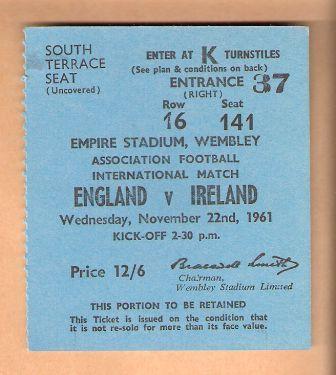 SOUTH TERRACE SEAT
(Uncovered)
ENTER AT K TURNSTILES
(See plan & conditions on back)
ENTRANCE 37
(RIGHT)
Row Seat
16 141
EMPIRE STADIUM, WEMBLEY
ASSOCIATION FOOTBALL
INTERNATIONAL MATCH
ENGLAND v IRELAND
Wednesday, November 22nd, 1961
KICK-OFF 2-30 p.m.
Price 12/6
Bracewell Smith
Chairman,
Wembley Stadium Limited
THIS PORTION TO BE RETAINED
This Ticket is issued on the condition that
it is not re-sold for more than its face value.